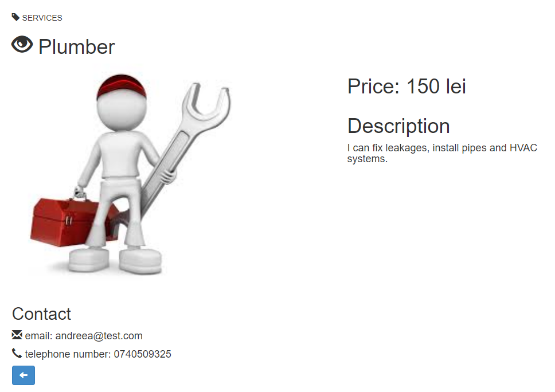 SERVICES
Plumber
Price: 150 lei
Description
I can fix leakages, install pipes and HVAC
systems.
Contact
email: andreea@test.com
telephone number: 0740509325